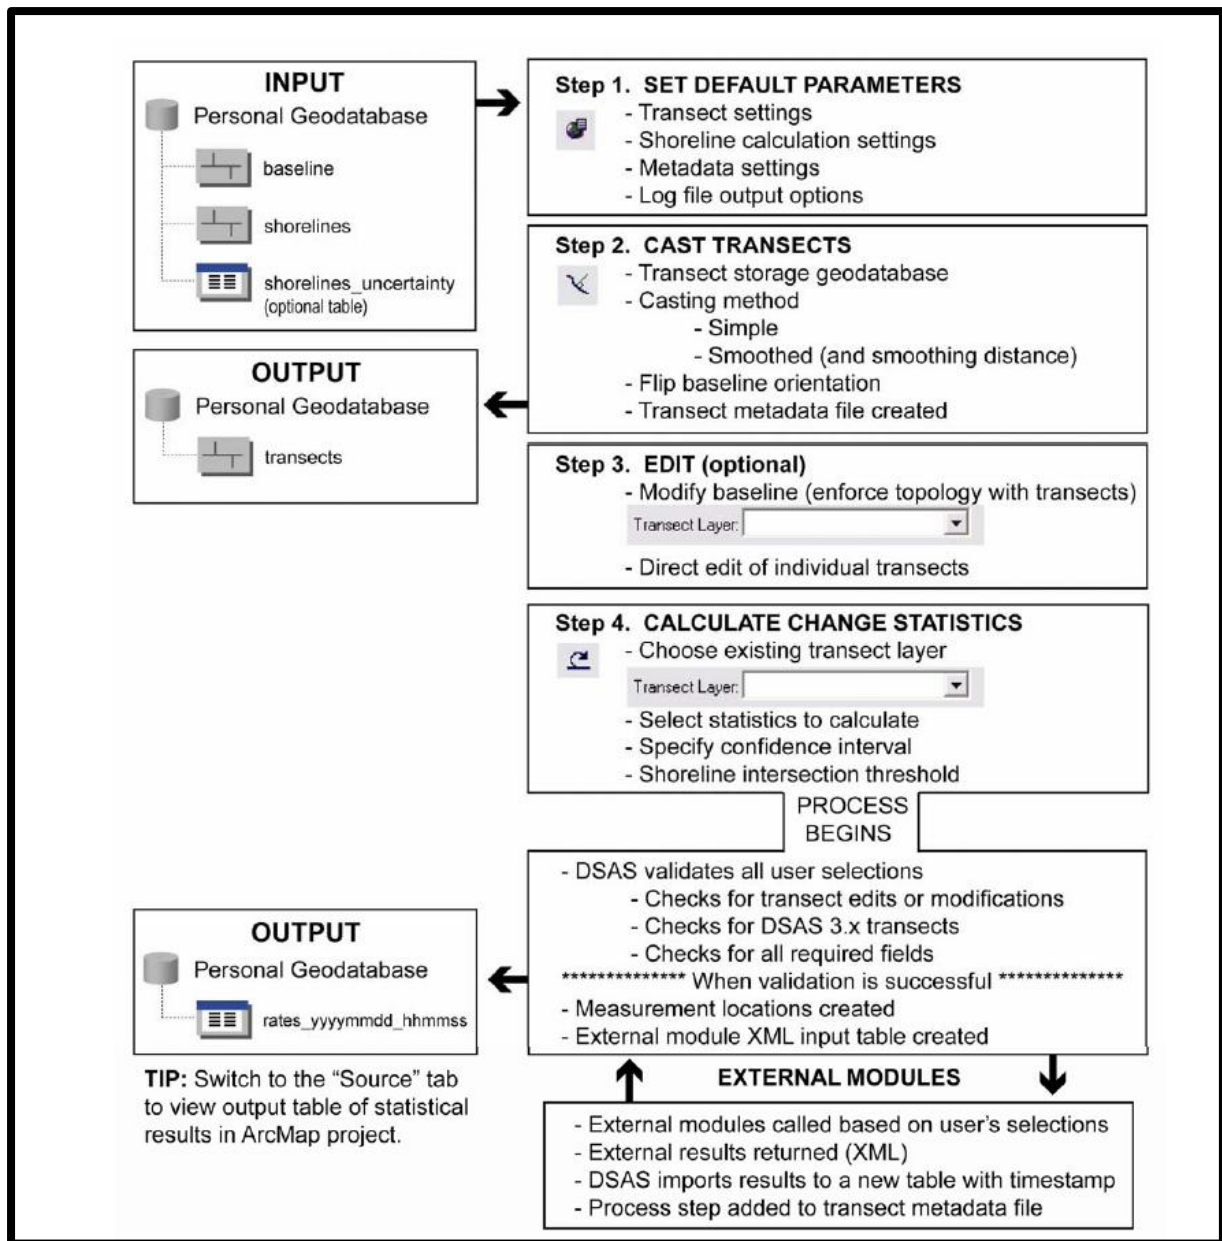 INPUT
Personal Geodatabase
baseline
shorelines
shorelines_uncertainty
(optional table)
Step 1. SET DEFAULT PARAMETERS
- Transect settings
- Shoreline calculation settings
- Metadata settings
- Log file output options
Step 2. CAST TRANSECTS
- Transect storage geodatabase
- Casting method
- Simple
- Smoothed (and smoothing distance)
- Flip baseline orientation
- Transect metadata file created
OUTPUT
Personal Geodatabase
transects
Step 3. EDIT (optional)
- Modify baseline (enforce topology with transects)
Transect Layer:
- Direct edit of individual transects
Step 4. CALCULATE CHANGE STATISTICS
- Choose existing transect layer
Transect Layer:
- Select statistics to calculate
- Specify confidence interval
- Shoreline intersection threshold
PROCESS
BEGINS
- DSAS validates all user selections
- Checks for transect edits or modifications
- Checks for DSAS 3.x transects
- Checks for all required fields
************** When validation is successful **************
- Measurement locations created
- External module XML input table created
OUTPUT
Personal Geodatabase
rates_yyyymmdd_hhmmss
TIP: Switch to the “Source” tab
to view output table of statistical
results in ArcMap project.
EXTERNAL MODULES
- External modules called based on user’s selections
- External results returned (XML)
- DSAS imports results to a new table with timestamp
- Process step added to transect metadata file